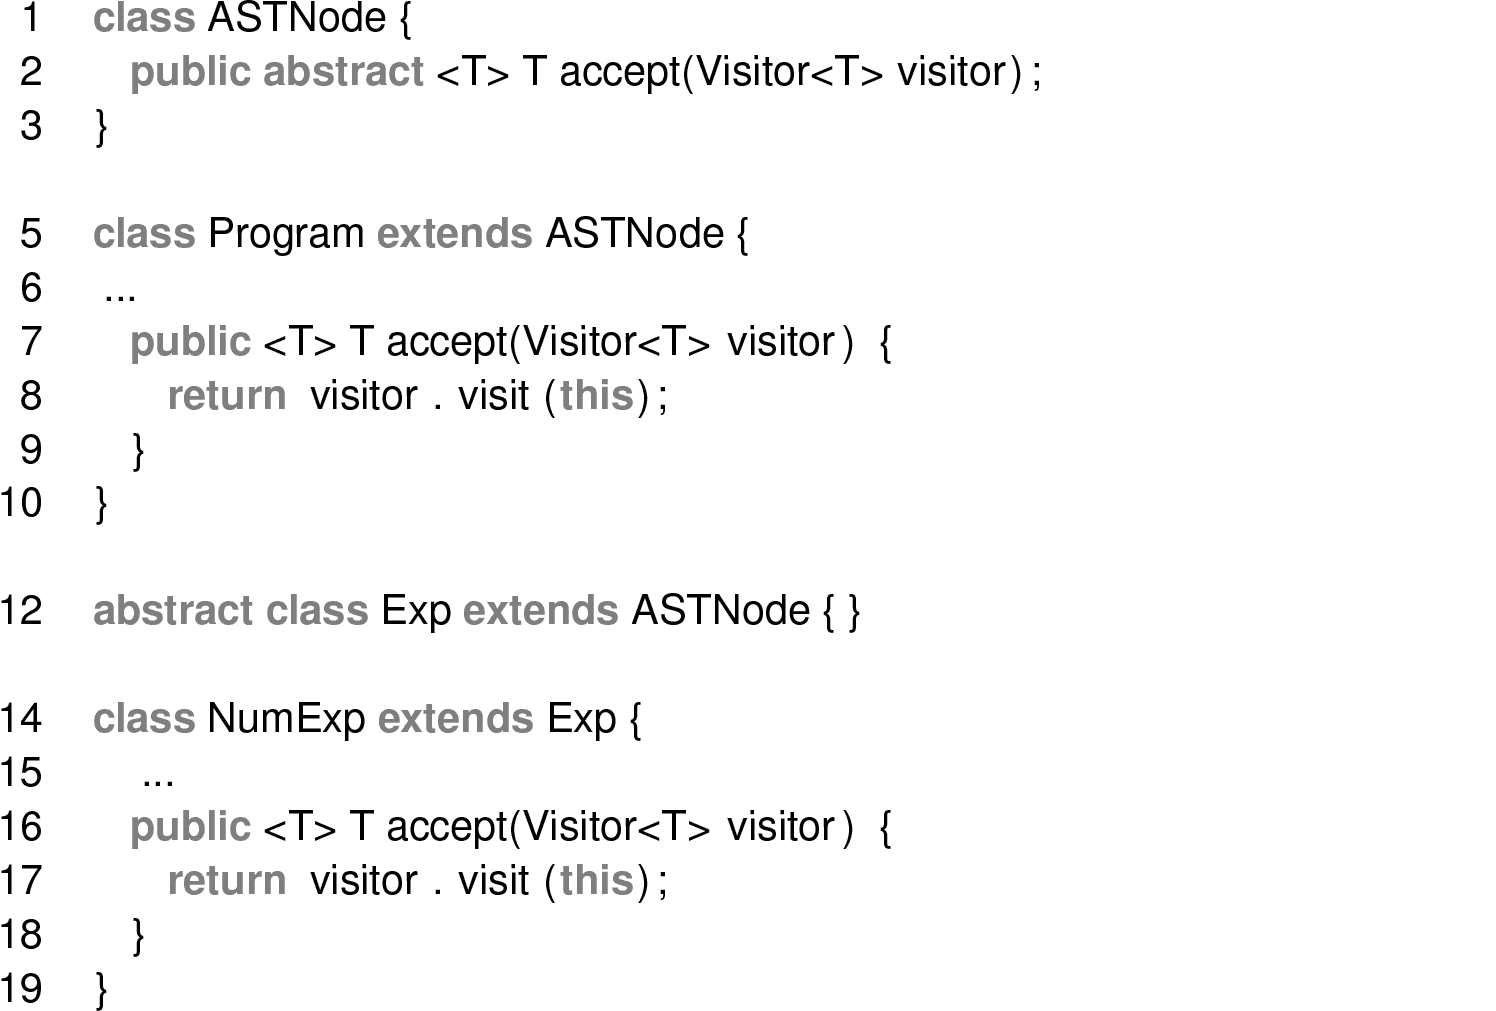 1 class ASTNode {
2 public abstract <T> T accept(Visitor<T> visitor) ;
3 }
5 class Program extends ASTNode {
6 ...
7 public <T> T accept(Visitor<T> visitor) {
8 return visitor . visit (this) ;
9 }
10 }
12 abstract class Exp extends ASTNode { }
14 class NumExp extends Exp {
15 ...
16 public <T> T accept(Visitor<T> visitor) {
17 return visitor . visit (this) ;
18 }
19 }